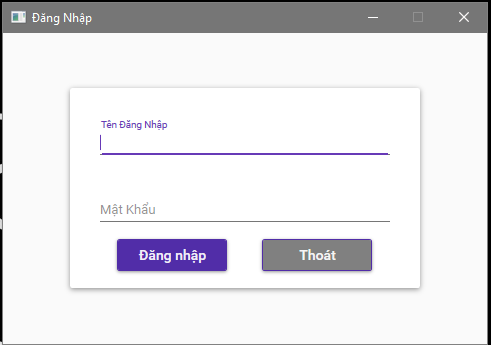 Đăng Nhập
Tên Đăng Nhập
Mật Khẩu
Đăng nhập
Thoát